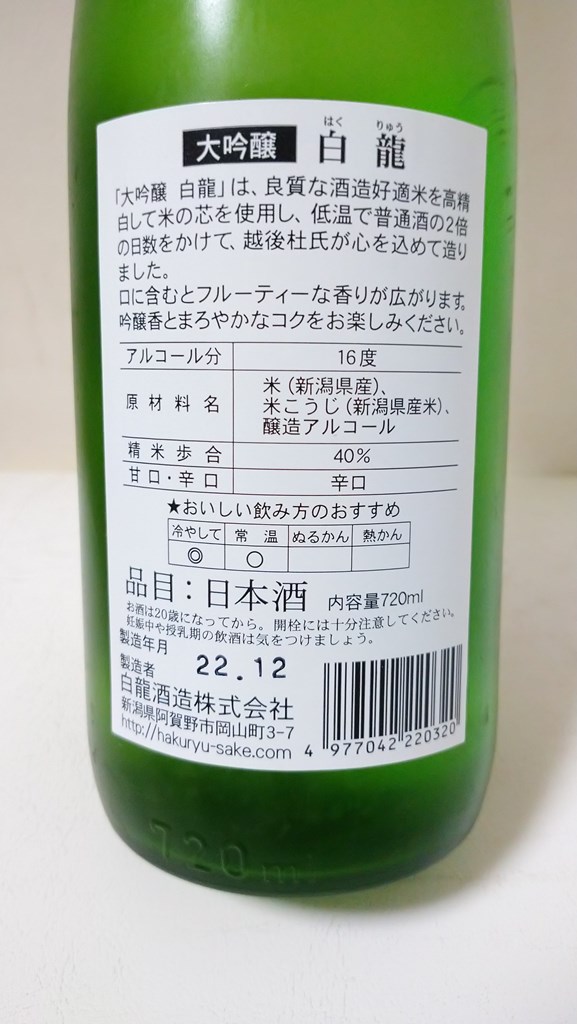 はく りゅう
大吟醸 白龍
「大吟醸 白龍」は、良質な酒造好適米を高精
白して米の芯を使用し、低温で普通酒の2倍
の日数をかけて、越後杜氏が心を込めて造り
ました。
口に含むとフルーティーな香りが広がります。
吟醸香とまろやかなコクをお楽しみください。
アルコール分 16度
原材料名 米（新潟県産）、
米こうじ（新潟県産米）、
醸造アルコール
精米歩合 40%
甘口・辛口 辛口
★おいしい飲み方のおすすめ
冷やして 常温 ぬるかん 熱かん
◎ ○
品目：日本酒 内容量720ml
お酒は20歳になってから。開栓には十分注意してください。
妊娠中や授乳期の飲酒は気をつけましょう。
製造年月 22.12
製造者
白龍酒造株式会社
新潟県阿賀野市岡山町3-7
http://hakuryu-sake.com
4 977042 220320
720m